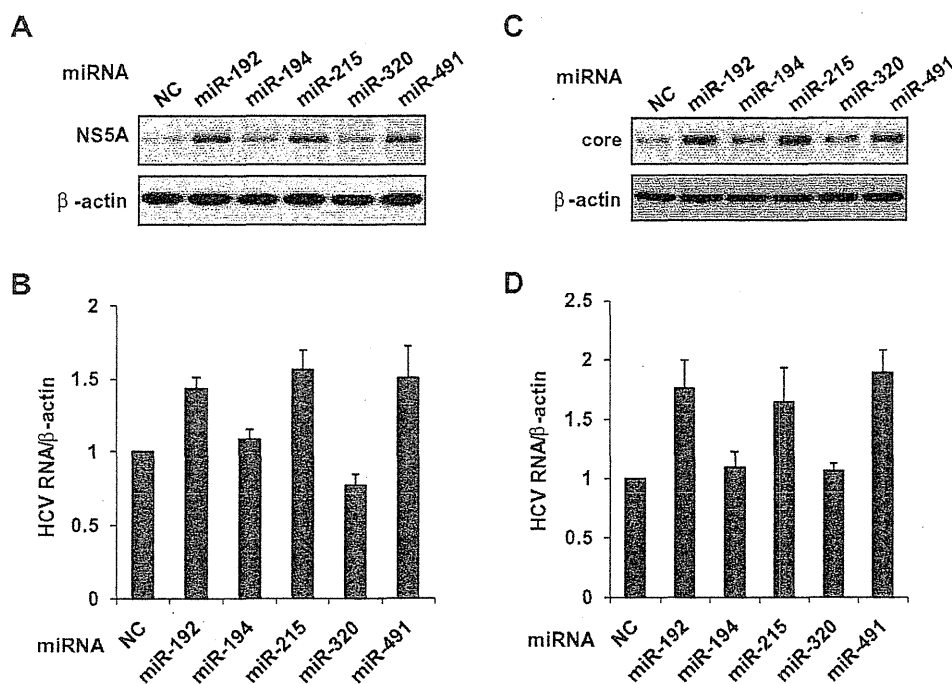 A
miRNA
NC miR-192 miR-194 miR-215 miR-320 miR-491
NS5A
β-actin
B
HCV RNA/β-actin
2
1.5
1
0.5
0
miRNA
NC miR-192 miR-194 miR-215 miR-320 miR-491
C
miRNA
NC miR-192 miR-194 miR-215 miR-320 miR-491
core
β-actin
D
HCV RNA/β-actin
2.5
2
1.5
1
0.5
0
miRNA
NC miR-192 miR-194 miR-215 miR-320 miR-491